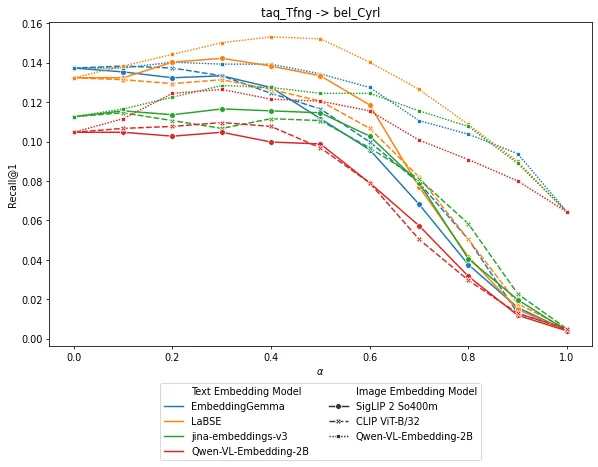 taq_Tfng -> bel_Cyrl
0.16
0.14
0.12
0.10
0.08
0.06
0.04
0.02
0.00
Recall@1
0.0 0.2 0.4 0.6 0.8 1.0
α
Text Embedding Model Image Embedding Model
EmbeddingGemma SigLIP 2 So400m
LaBSE CLIP ViT-B/32
jina-embeddings-v3 Qwen-VL-Embedding-2B
Qwen-VL-Embedding-2B